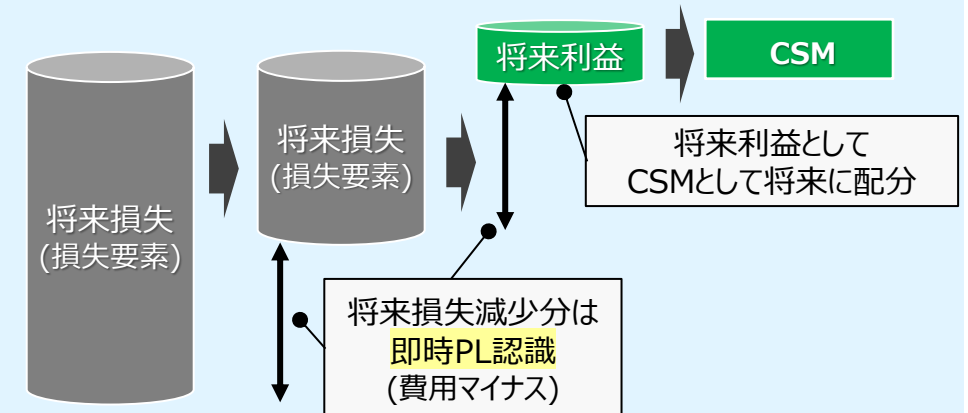 将来損失
(損失要素)
将来損失
(損失要素)
将来利益
CSM
将来利益として
CSMとして将来に配分
将来損失減少分は
即時PL認識
(費用マイナス)